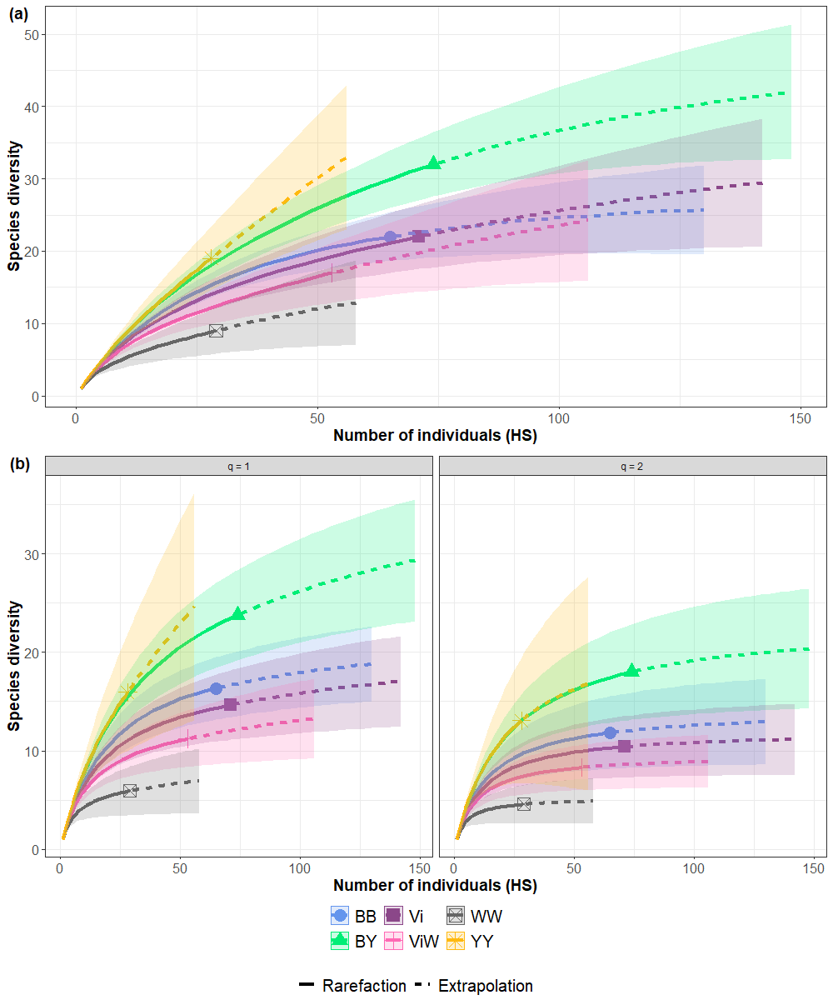 (a)
Species diversity
50
40
30
20
10
0
0 50 100 150
Number of individuals (HS)
(b)
q = 1 q = 2
Species diversity
30
20
10
0
0 50 100 150 0 50 100 150
Number of individuals (HS)
BB Vi WW
BY ViW YY
Rarefaction Extrapolation